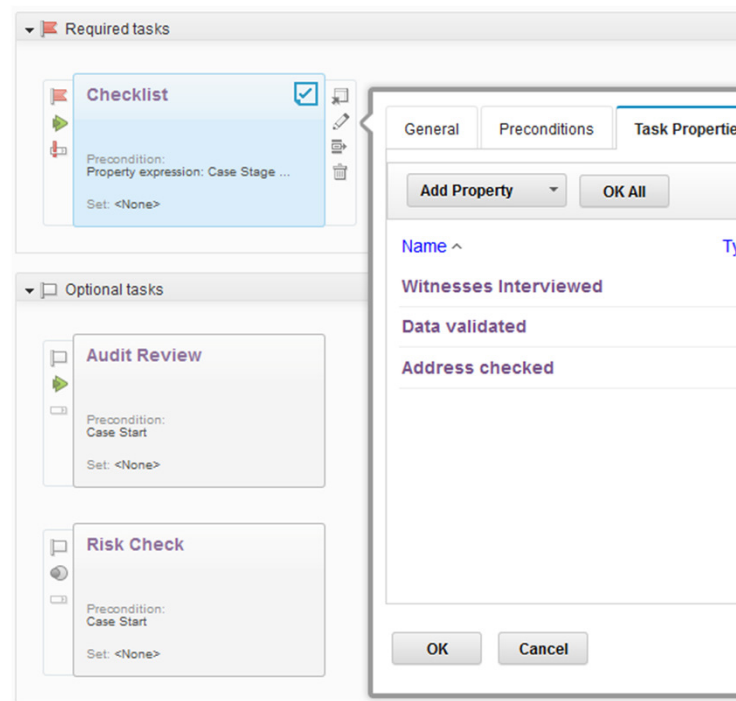 Required tasks
Checklist
Precondition:
Property expression: Case Stage ...
Set: <None>
Optional tasks
Audit Review
Precondition:
Case Start
Set: <None>
Risk Check
Precondition:
Case Start
Set: <None>
General Preconditions Task Propertie
Add Property OK All
Name Ty
Witnesses Interviewed
Data validated
Address checked
OK Cancel